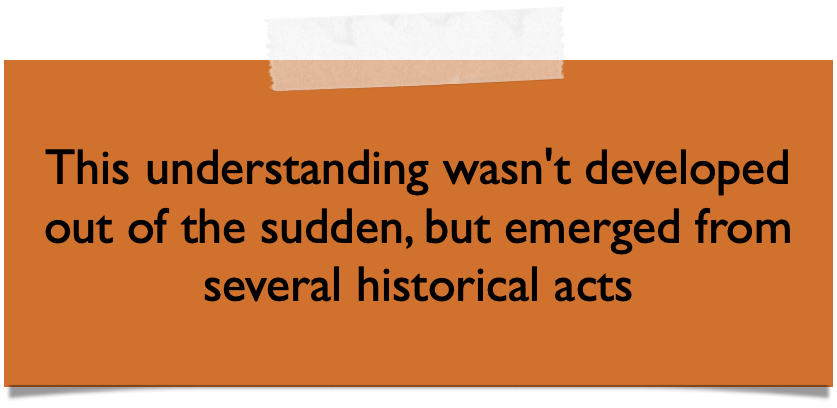 This understanding wasn't developed
out of the sudden, but emerged from
several historical acts